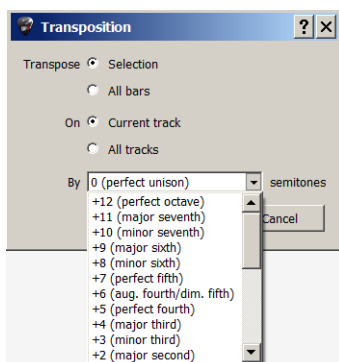 Transposition ? ×
Transpose Selection
All bars
On Current track
All tracks
By 0 (perfect unison) semitones
+12 (perfect octave)
+11 (major seventh)
+10 (minor seventh) Cancel
+9 (major sixth)
+8 (minor sixth)
+7 (perfect fifth)
+6 (aug. fourth/dim. fifth)
+5 (perfect fourth)
+4 (major third)
+3 (minor third)
+2 (major second)